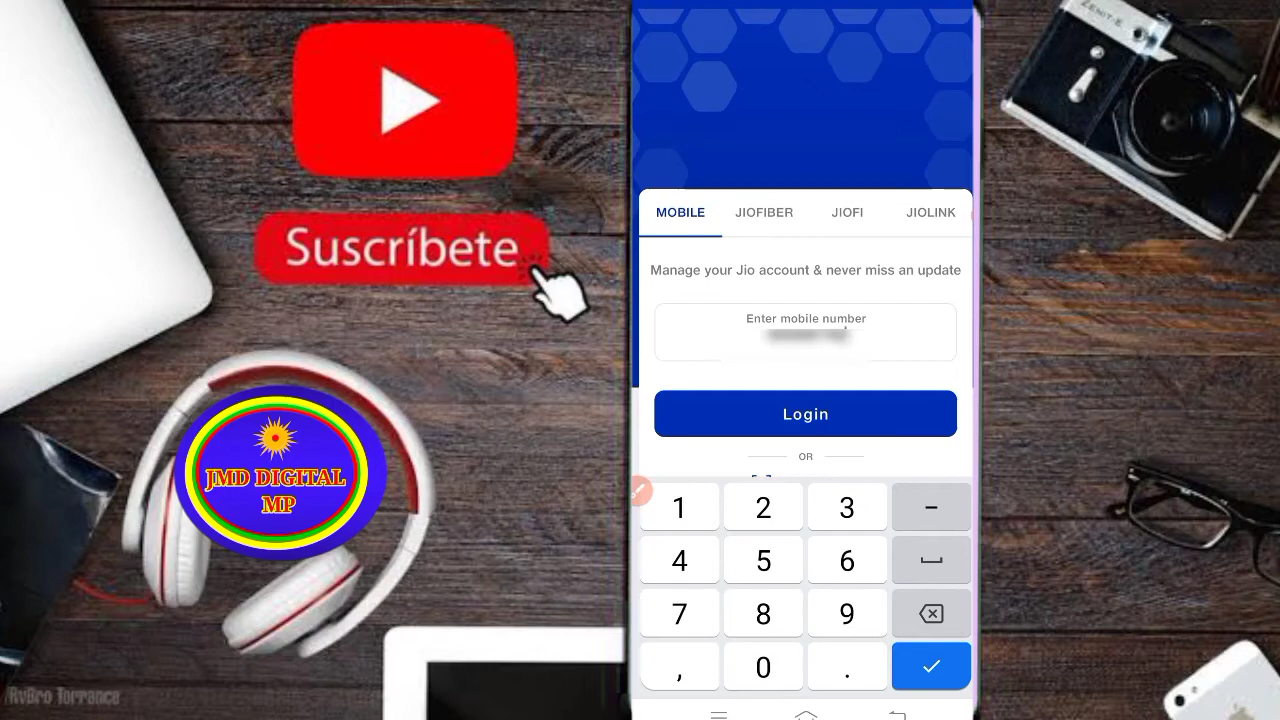 Suscríbete
JMD DIGITAL
MP
ZENIT-E
MOBILE JIOFIBER JIOFI JIOLINK
Manage your Jio account & never miss an update
Enter mobile number
Login
OR
1 2 3 -
4 5 6
7 8 9
, 0 .